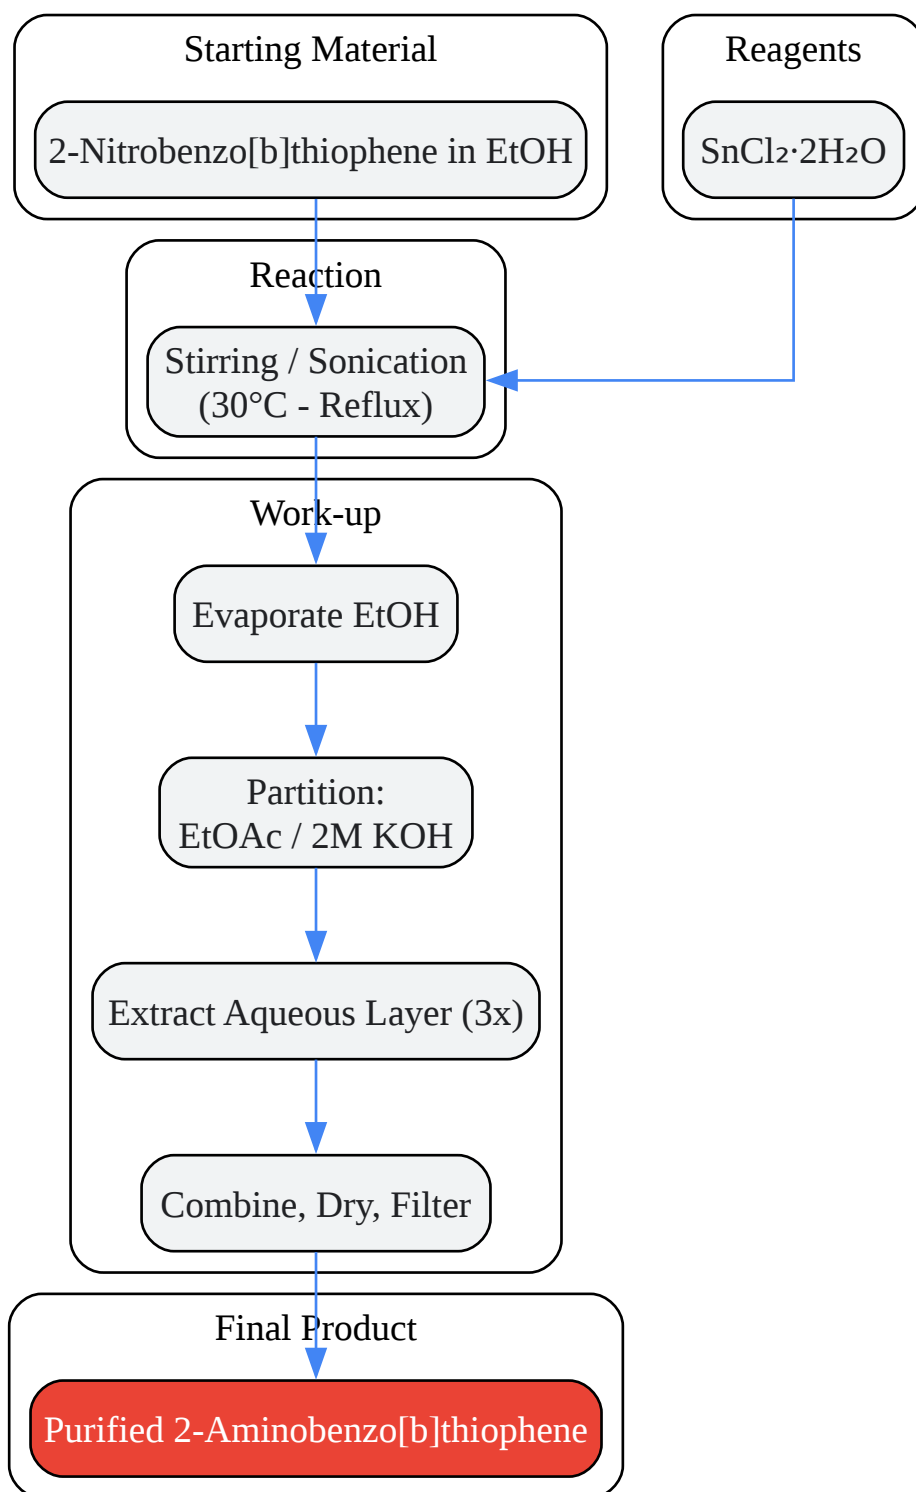 Starting Material
2-Nitrobenzo[b]thiophene in EtOH
Reagents
SnCl₂·2H₂O
Reaction
Stirring / Sonication
(30°C - Reflux)
Work-up
Evaporate EtOH
Partition:
EtOAc / 2M KOH
Extract Aqueous Layer (3x)
Combine, Dry, Filter
Final Product
Purified 2-Aminobenzo[b]thiophene